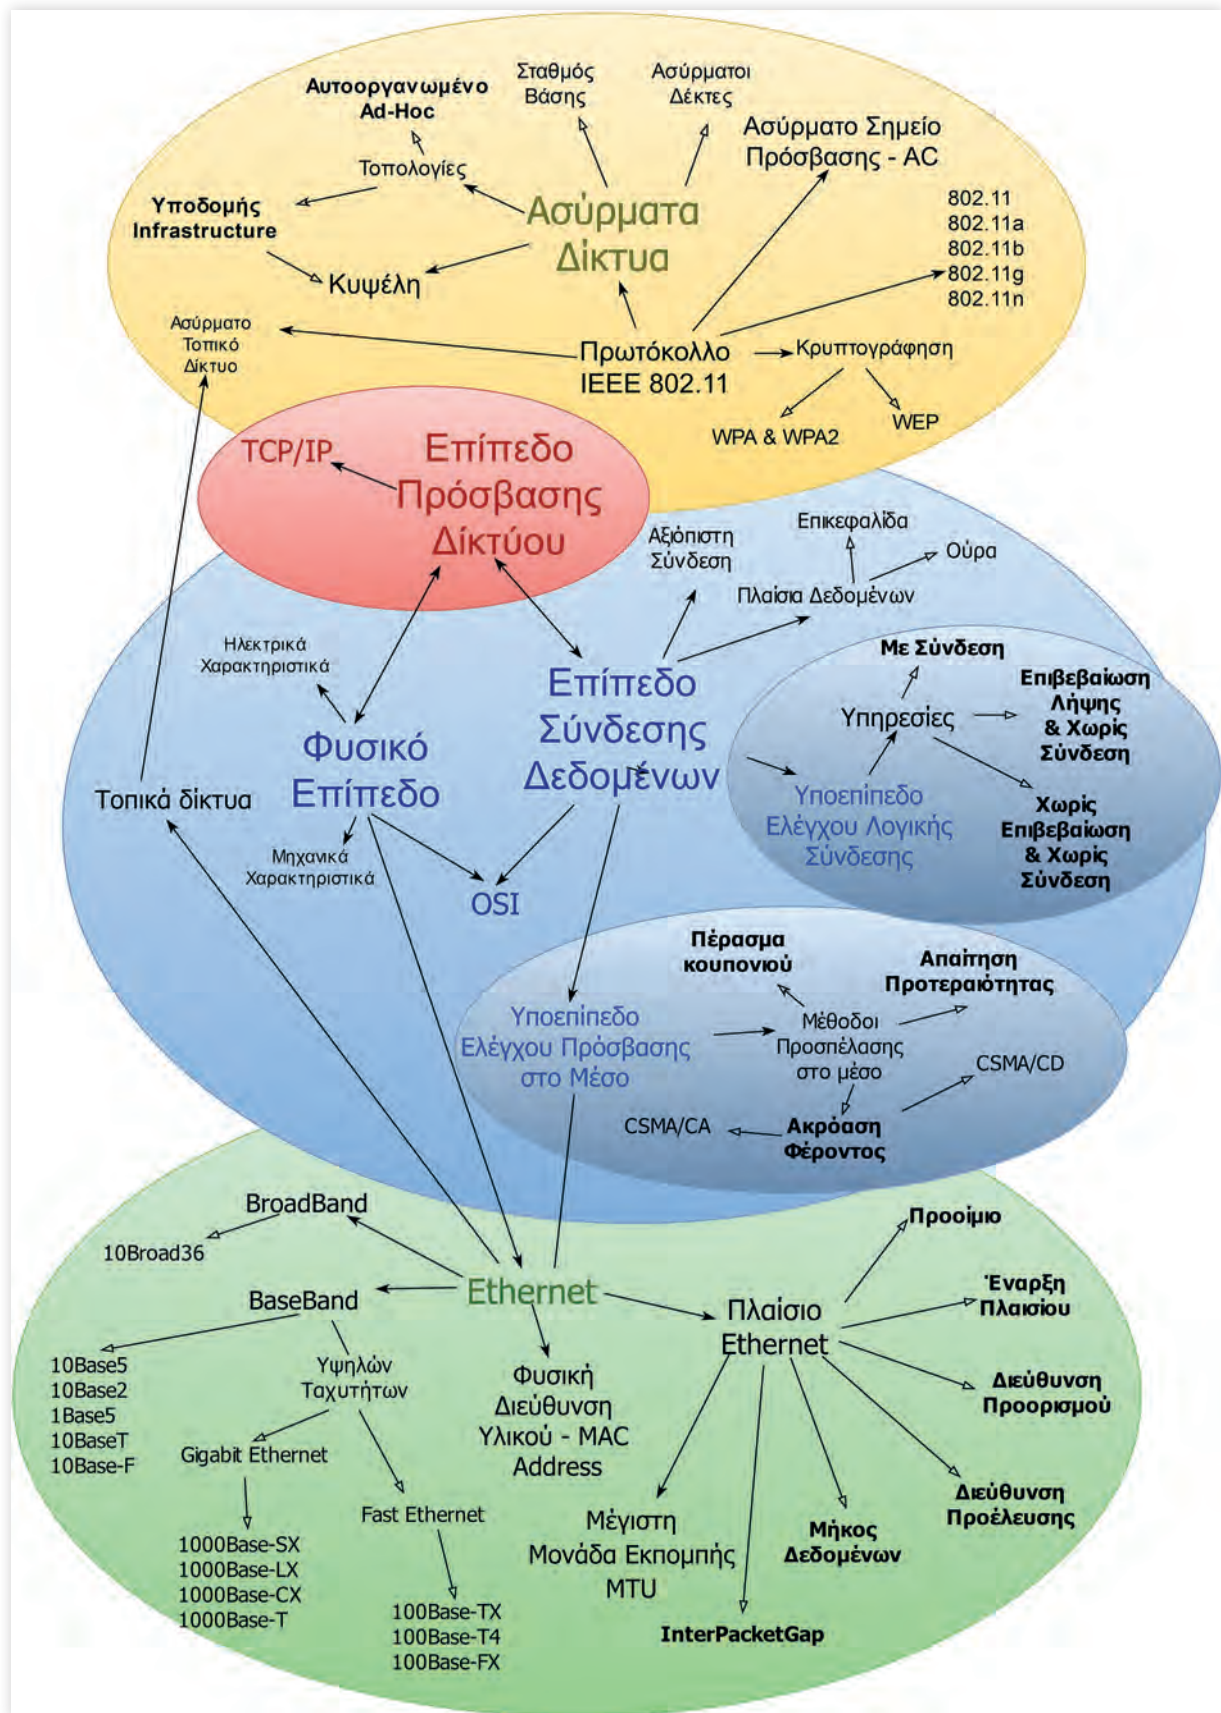 Αυτοοργανωμένο
Ad-Hoc
Σταθμός
Βάσης
Ασύρματοι
Δέκτες
Ασύρματο Σημείο
Πρόσβασης - AC
Τοπολογίες
Υποδομής
Infrastructure
Ασύρματα
Δίκτυα
802.11
802.11a
802.11b
802.11g
802.11n
Κυψέλη
Ασύρματο
Τοπικό
Δίκτυο
Πρωτόκολλο
IEEE 802.11
Κρυπτογράφηση
WPA & WPA2
WEP
TCP/IP
Επίπεδο
Πρόσβασης
Δικτύου
Αξιόπιστη
Σύνδεση
Επικεφαλίδα
Ουρά
Πλαίσια Δεδομένων
Ηλεκτρικά
Χαρακτηριστικά
Με Σύνδεση
Επιβεβαίωση
Λήψης
& Χωρίς
Σύνδεση
Υπηρεσίες
Επίπεδο
Σύνδεσης
Δεδομένων
Φυσικό
Επίπεδο
Τοπικά δίκτυα
Υποεπίπεδο
Ελέγχου Λογικής
Σύνδεσης
Χωρίς
Επιβεβαίωση
& Χωρίς
Σύνδεση
Μηχανικά
Χαρακτηριστικά
OSI
Πέρασμα
κουπονιού
Απαίτηση
Προτεραιότητας
Υποεπίπεδο
Ελέγχου Πρόσβασης
στο Μέσο
Μέθοδοι
Προσπέλασης
στο μέσο
CSMA/CD
CSMA/CA
Ακρόαση
Φέροντος
BroadBand
10Broad36
Προοίμιο
Ethernet
BaseBand
Πλαίσιο
Ethernet
Έναρξη
Πλαισίου
10Base5
10Base2
1Base5
10BaseT
10Base-F
Υψηλών
Ταχυτήτων
Φυσική
Διεύθυνση
Υλικού - MAC
Address
Διεύθυνση
Προορισμού
Gigabit Ethernet
Fast Ethernet
Διεύθυνση
Προέλευσης
Μέγιστη
Μονάδα Εκπομπής
MTU
Μήκος
Δεδομένων
1000Base-SX
1000Base-LX
1000Base-CX
1000Base-T
100Base-TX
100Base-T4
100Base-FX
InterPacketGap